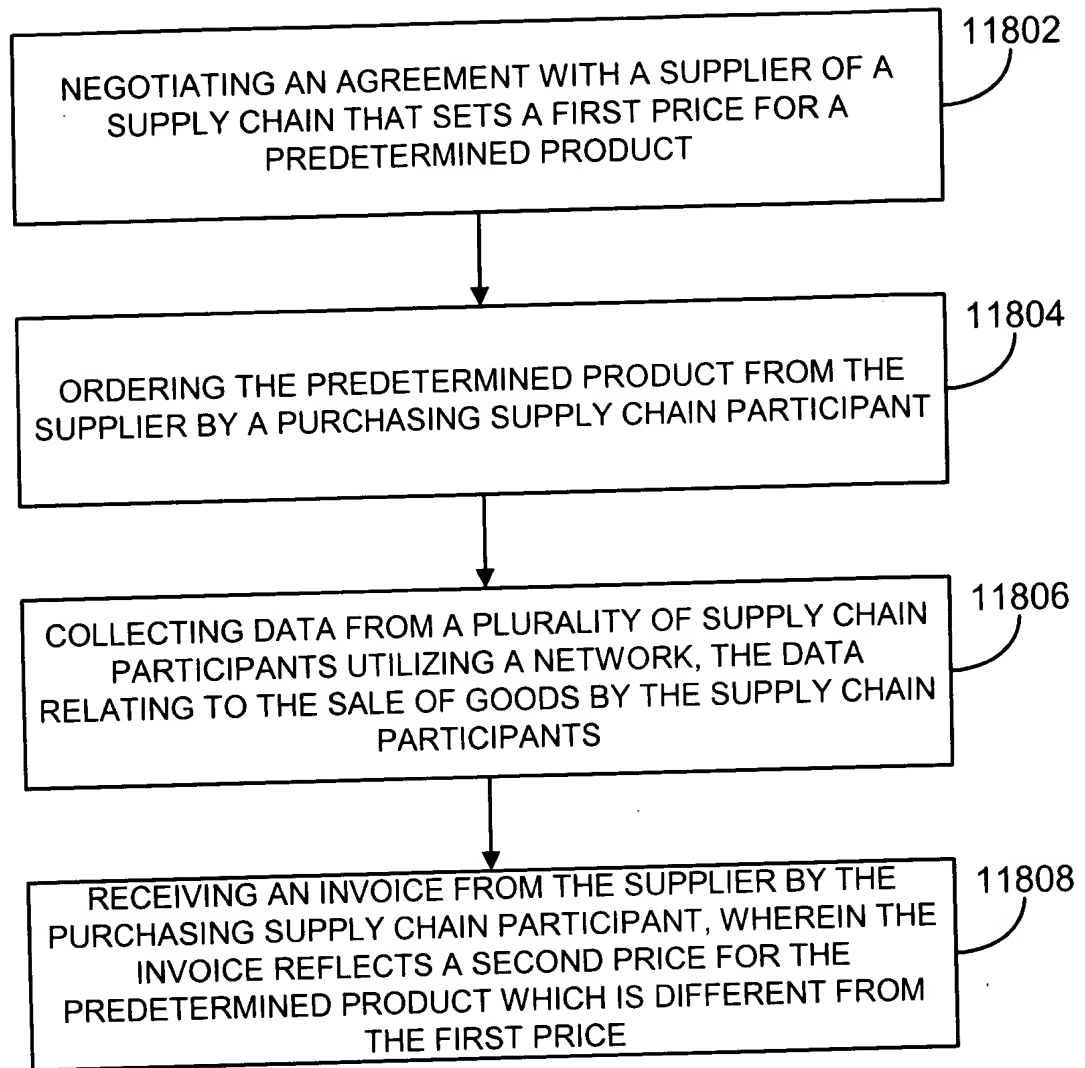 11802
NEGOTIATING AN AGREEMENT WITH A SUPPLIER OF A
SUPPLY CHAIN THAT SETS A FIRST PRICE FOR A
PREDETERMINED PRODUCT
11804
ORDERING THE PREDETERMINED PRODUCT FROM THE
SUPPLIER BY A PURCHASING SUPPLY CHAIN PARTICIPANT
11806
COLLECTING DATA FROM A PLURALITY OF SUPPLY CHAIN
PARTICIPANTS UTILIZING A NETWORK, THE DATA
RELATING TO THE SALE OF GOODS BY THE SUPPLY CHAIN
PARTICIPANTS
11808
RECEIVING AN INVOICE FROM THE SUPPLIER BY THE
PURCHASING SUPPLY CHAIN PARTICIPANT, WHEREIN THE
INVOICE REFLECTS A SECOND PRICE FOR THE
PREDETERMINED PRODUCT WHICH IS DIFFERENT FROM
THE FIRST PRICE